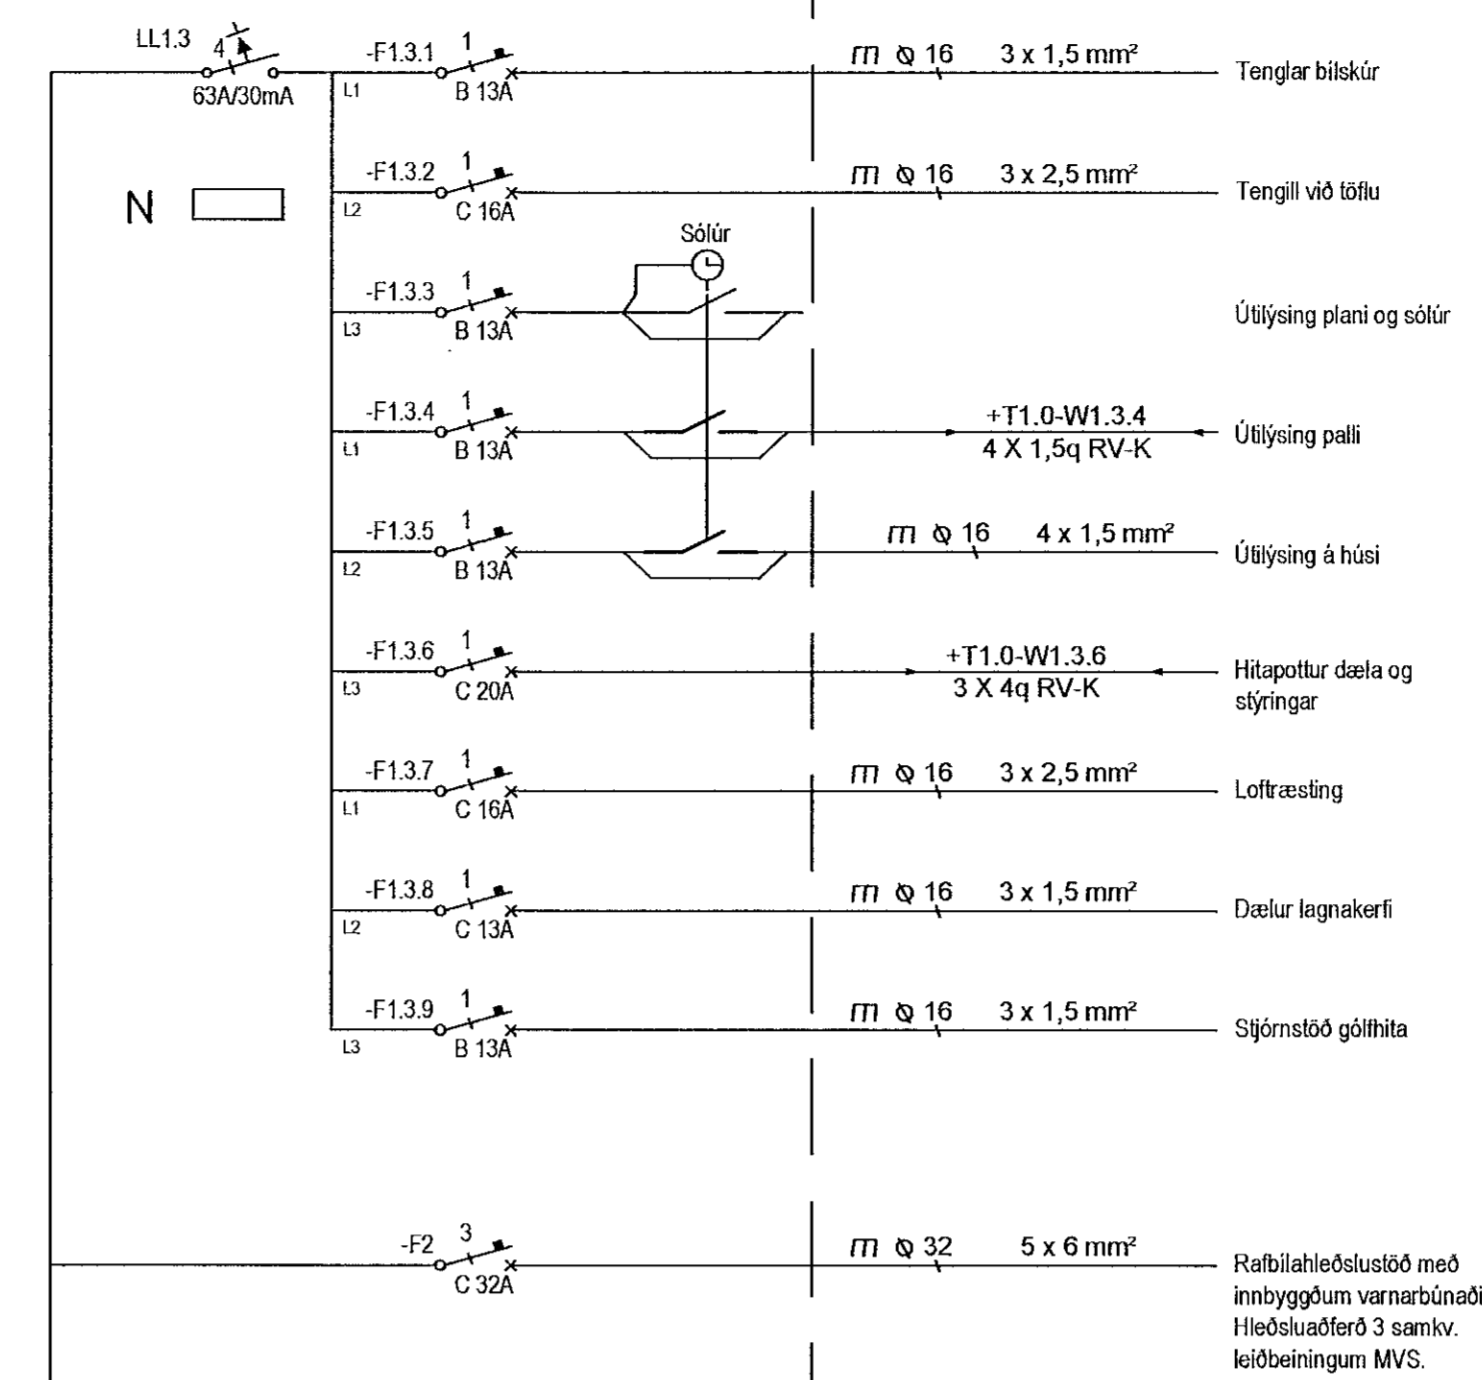 LL1.3
4
63A/30mA
N
-F1.3.1 1 m ⌀ 16 3 x 1,5 mm²
L1 B 13A
Tenglar bílskúr
-F1.3.2 1 m ⌀ 16 3 x 2,5 mm²
L2 C 16A
Tengill við töflu
Sólúr
-F1.3.3 1
L3 B 13A
Útilýsing plani og sólúr
-F1.3.4 1 +T1.0-W1.3.4
L1 B 13A 4 X 1,5q RV-K
Útilýsing palli
-F1.3.5 1 m ⌀ 16 4 x 1,5 mm²
L2 B 13A
Útilýsing á húsi
-F1.3.6 1 +T1.0-W1.3.6
L3 C 20A 3 X 4q RV-K
Hitapottur dæla og
stýringar
-F1.3.7 1 m ⌀ 16 3 x 2,5 mm²
L1 C 16A
Loftræsting
-F1.3.8 1 m ⌀ 16 3 x 1,5 mm²
L2 C 13A
Dælur lagnakerfi
-F1.3.9 1 m ⌀ 16 3 x 1,5 mm²
L3 B 13A
Stjórnstöð gólfhita
-F2 3 m ⌀ 32 5 x 6 mm²
C 32A
Rafbílahleðslustöð með
innbyggðum varnarbúnaði
Hleðsluaðferð 3 samkv.
leiðbeiningum MVS.